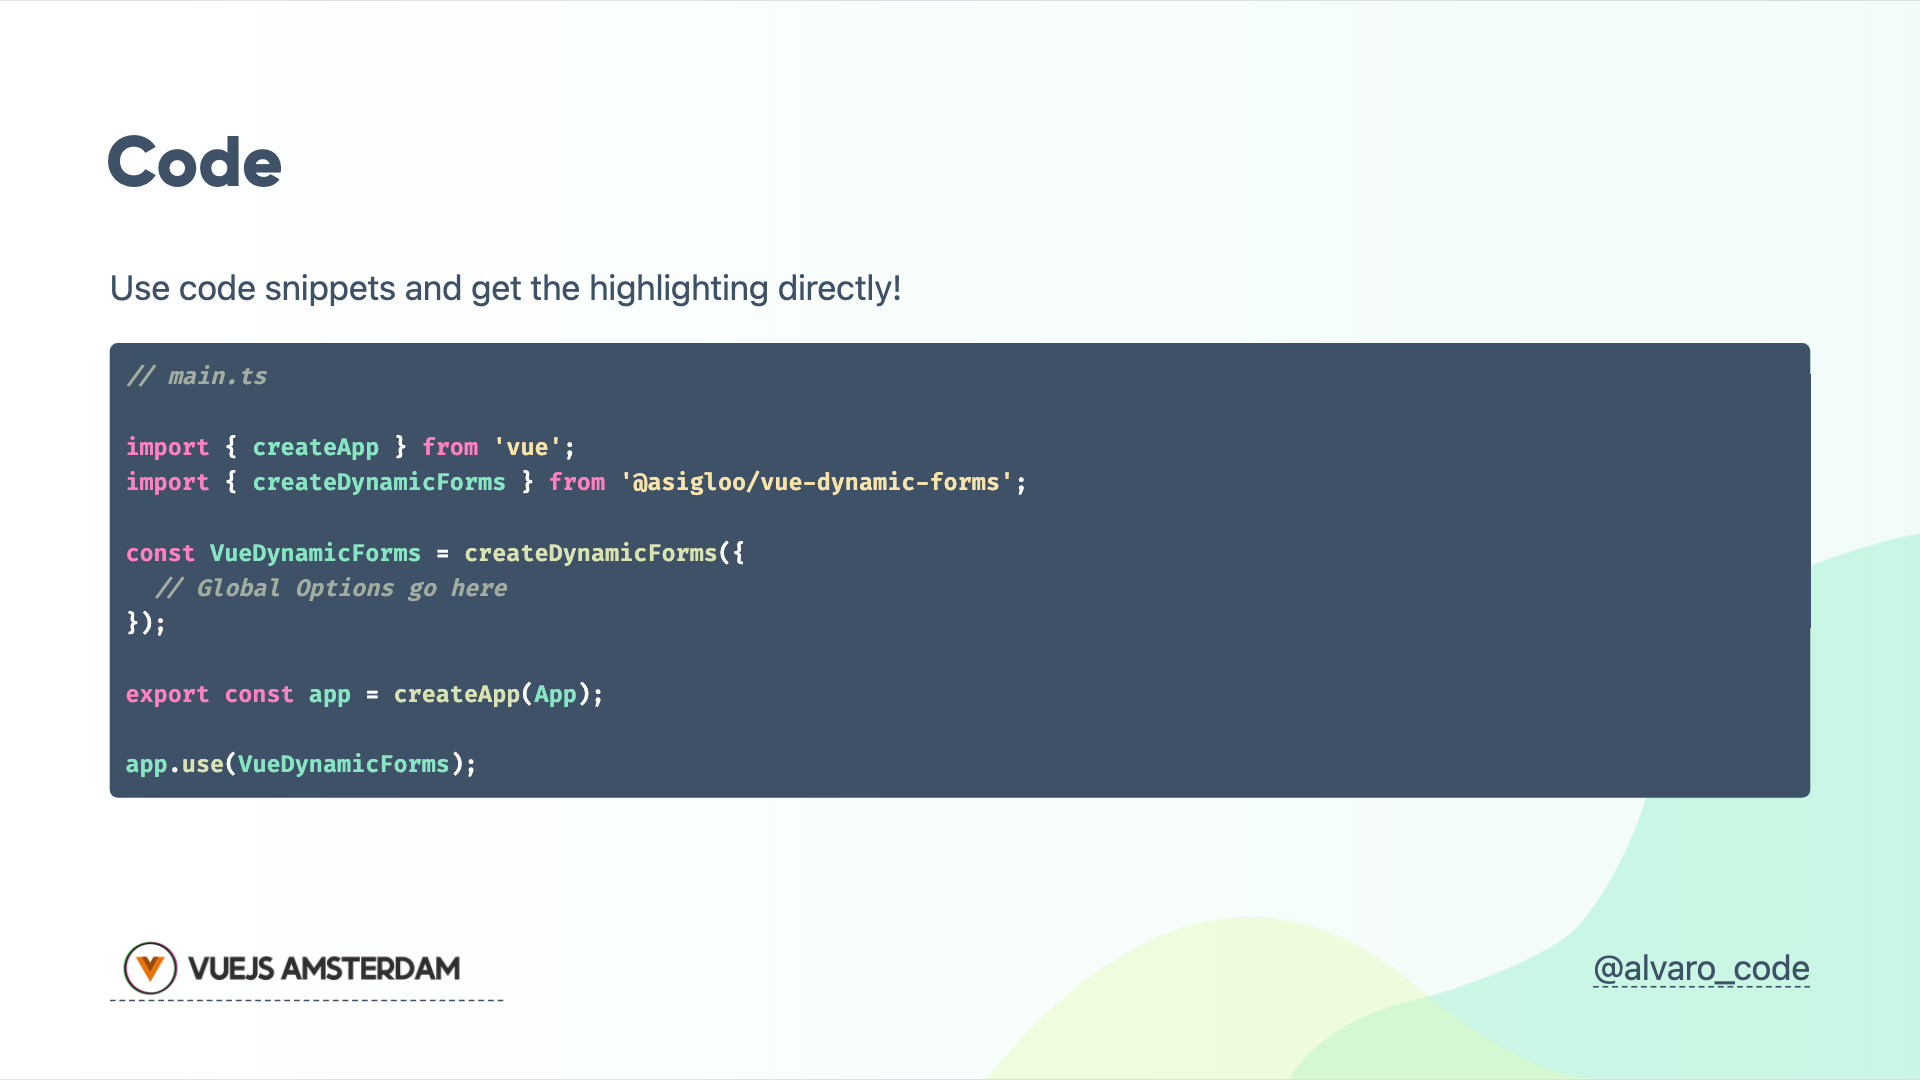 Code
Use code snippets and get the highlighting directly!
// main.ts
import { createApp } from 'vue';
import { createDynamicForms } from '@asigloo/vue-dynamic-forms';
const VueDynamicForms = createDynamicForms({
  // Global Options go here
});
export const app = createApp(App);
app.use(VueDynamicForms);
VUEJS AMSTERDAM
@alvaro_code